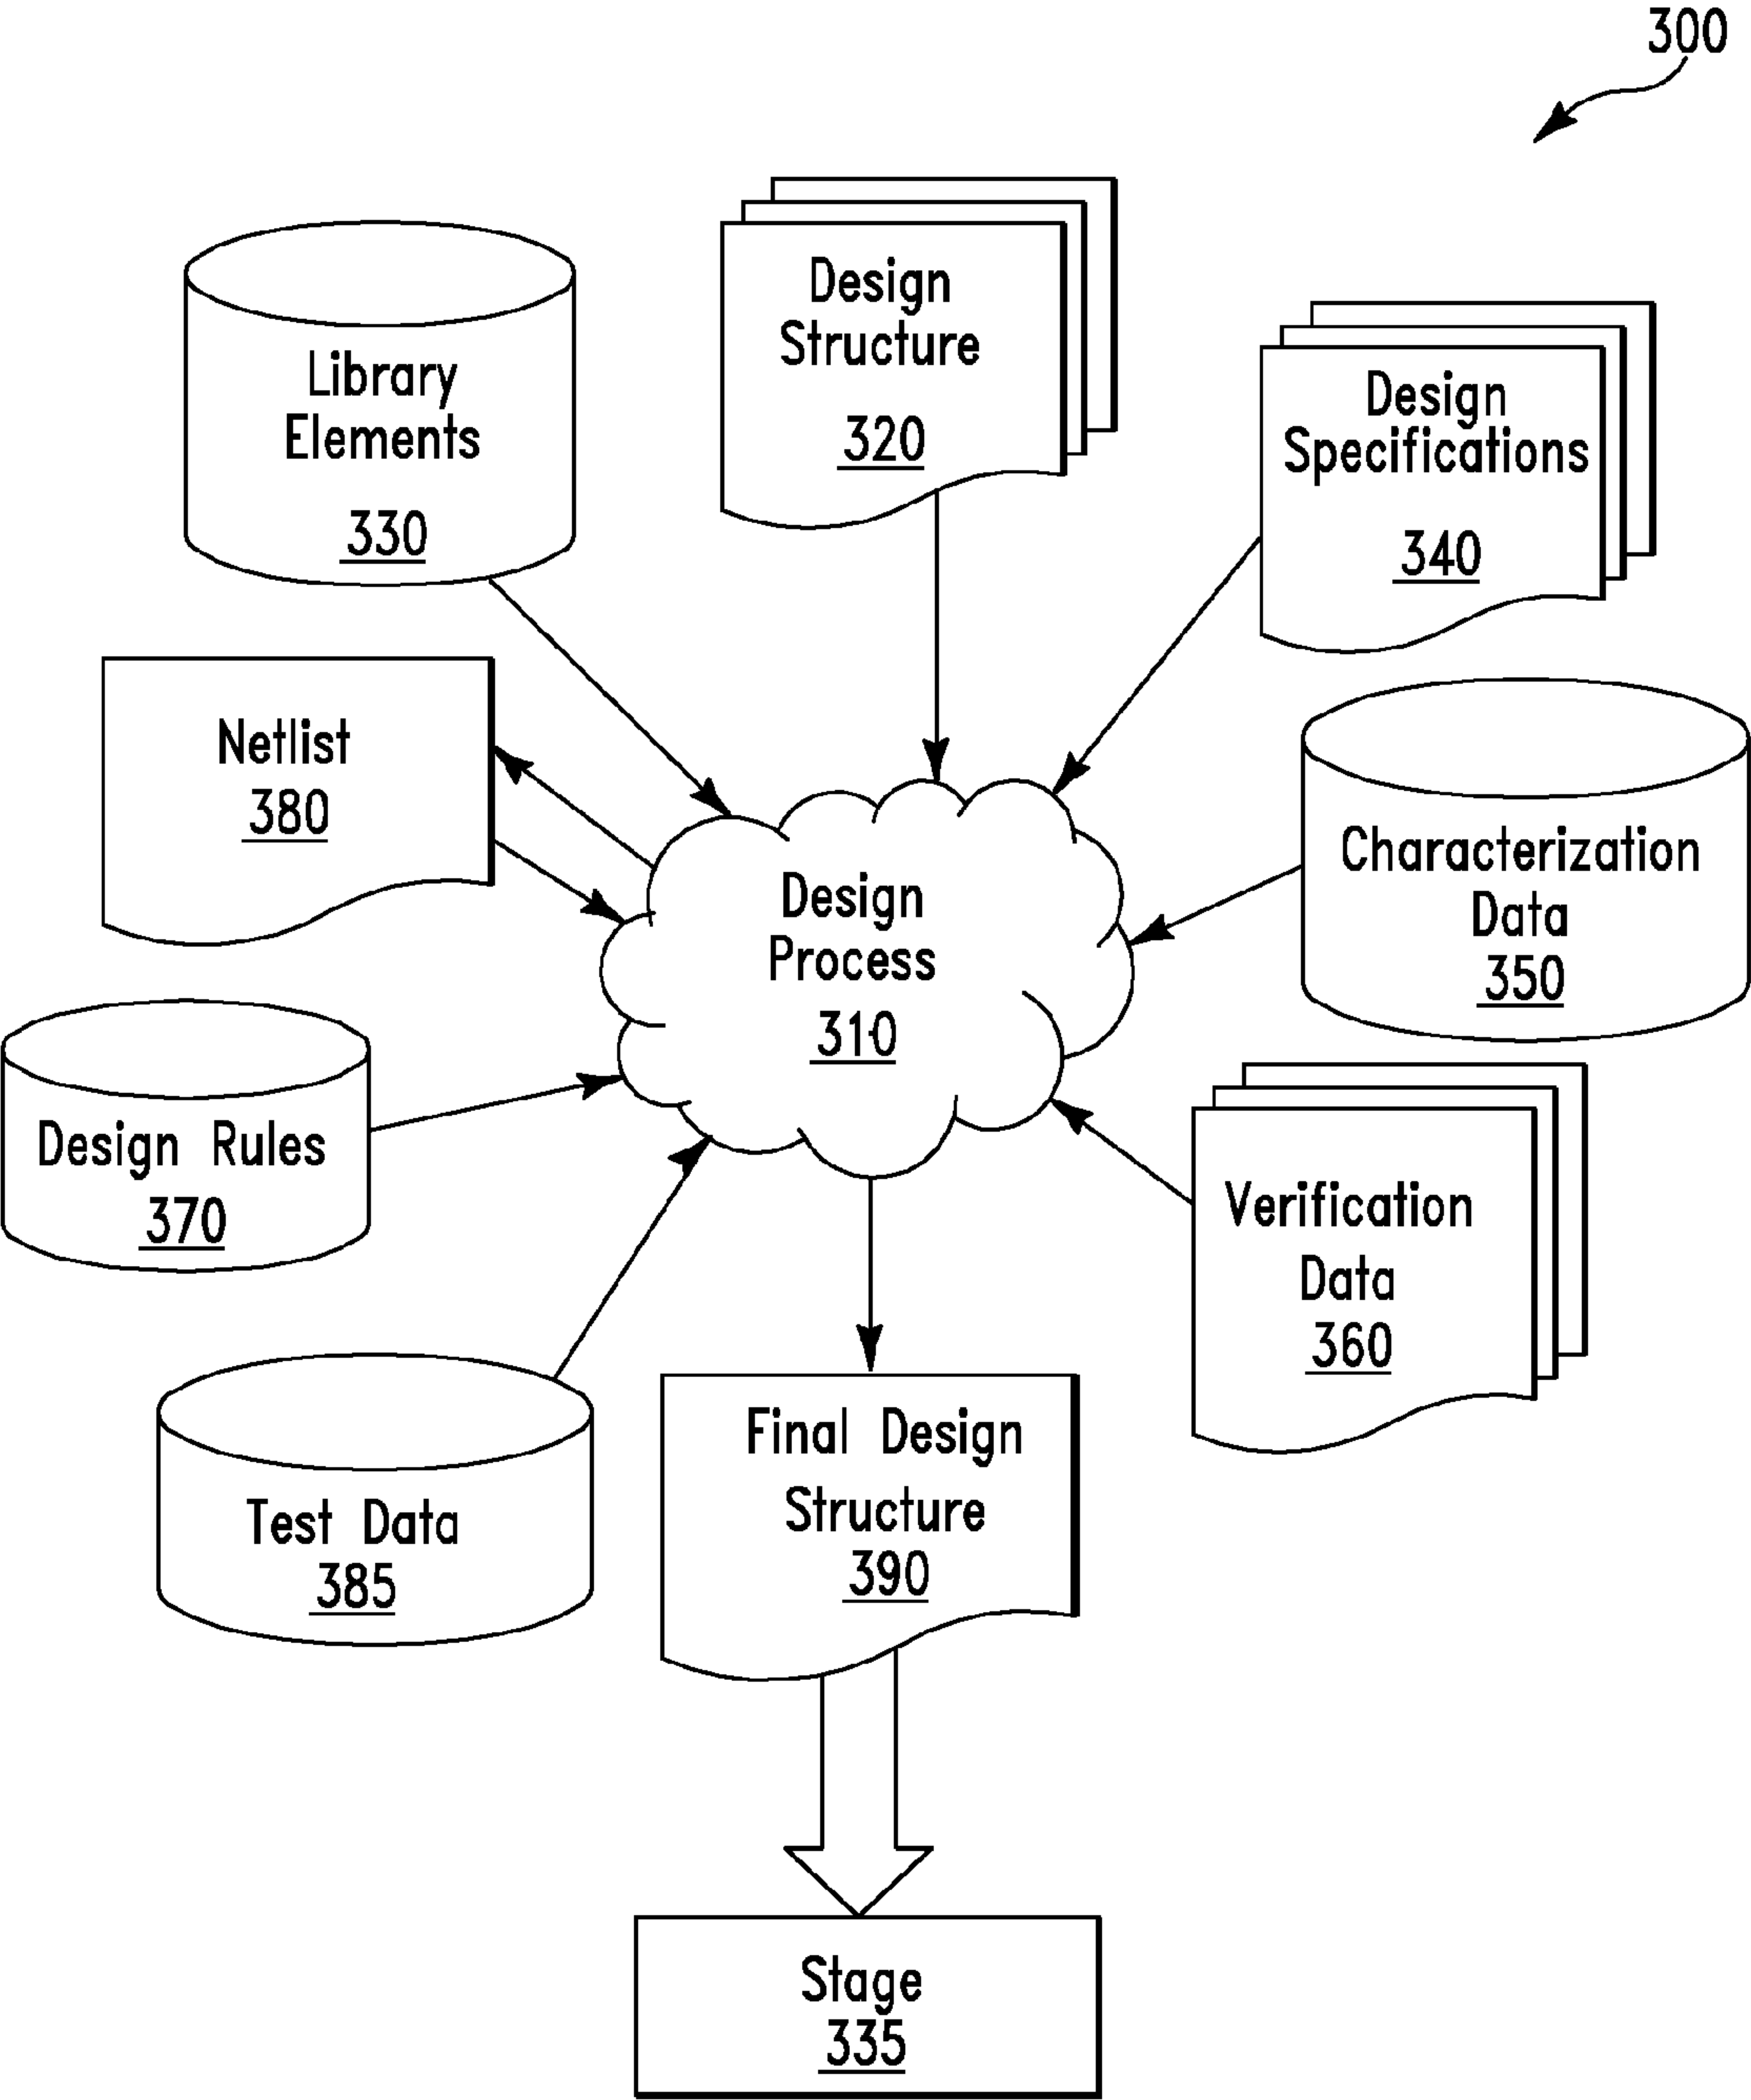 300
Design
Structure
320
Library
Elements
330
Design
Specifications
340
Netlist
380
Characterization
Data
350
Design
Process
310
Design Rules
370
Verification
Data
360
Test Data
385
Final Design
Structure
390
Stage
335